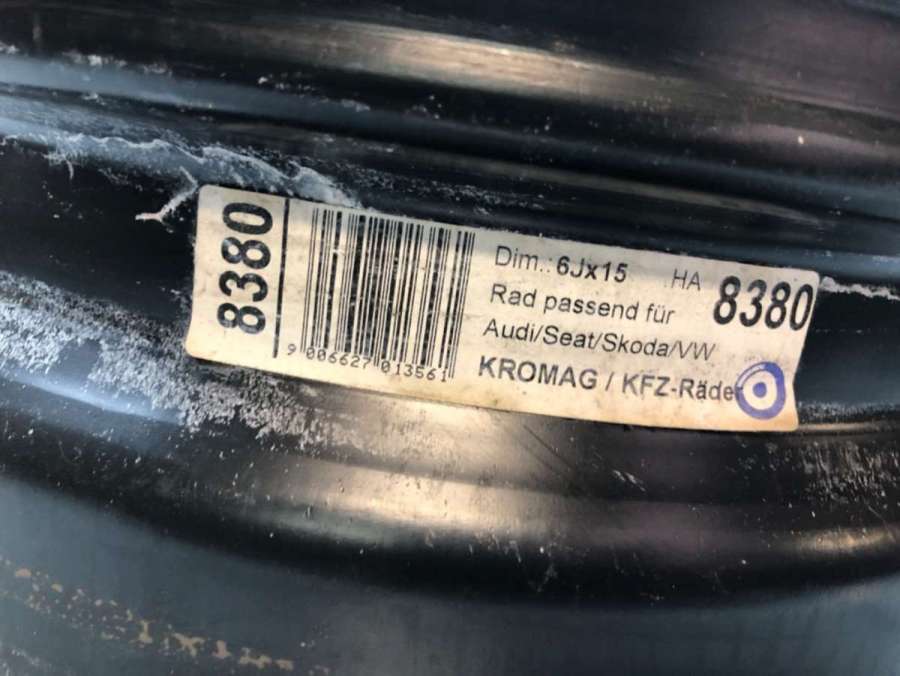 8380
9 006627 013561
Dim.: 6Jx15 HA 8380
Rad passend für
Audi/Seat/Skoda/VW
KROMAG / KFZ-Räder